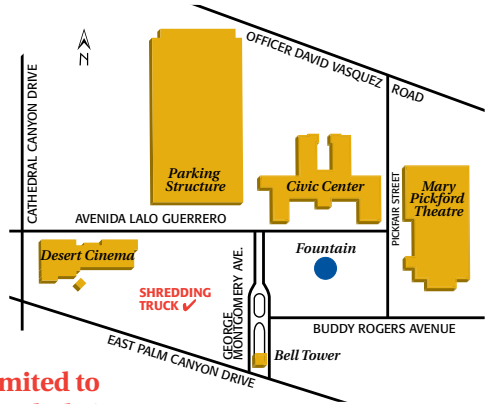 OFFICER DAVID VASQUEZ ROAD
N
CATHEDRAL CANYON DRIVE
Parking
Structure
Civic Center
PICKFAIR STREET
Mary
Pickford
Theatre
AVENIDA LALO GUERRERO
Desert Cinema
Fountain
SHREDDING
TRUCK ✓
GEORGE
MONTGOMERY AVE.
BUDDY ROGERS AVENUE
EAST PALM CANYON DRIVE
Bell Tower
mited to